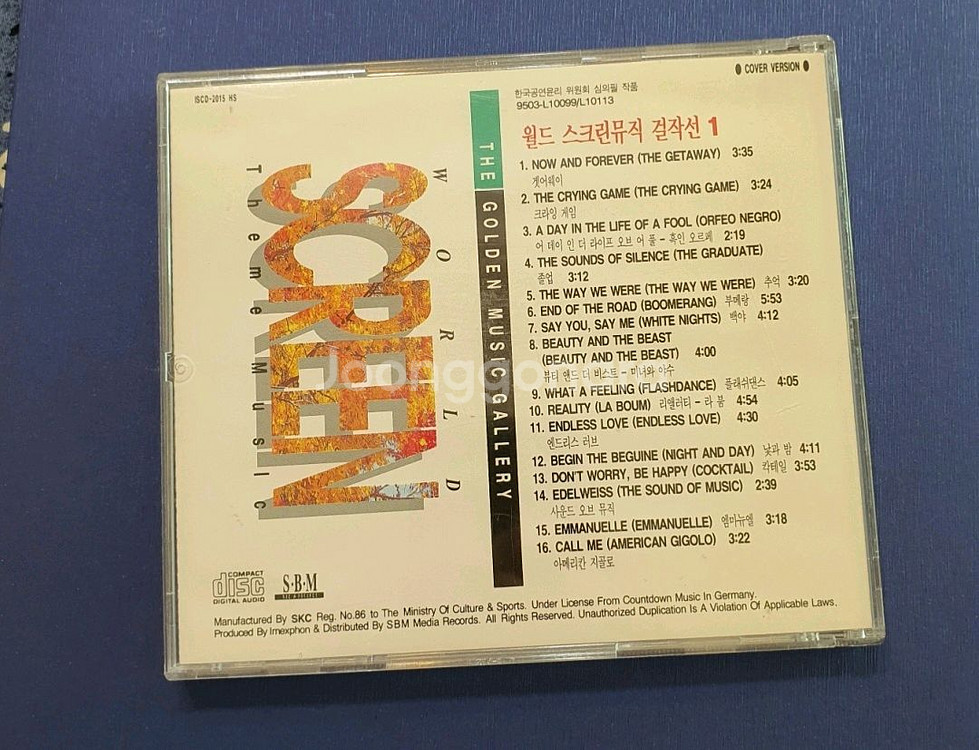 ISCD-2015 HS
● COVER VERSION ●
한국공연윤리 위원회 심의필 작품
9503-L10099/L10113
월드 스크린뮤직 걸작선 1
1. NOW AND FOREVER (THE GETAWAY) 3:35
겟어웨이
2. THE CRYING GAME (THE CRYING GAME) 3:24
크라잉 게임
3. A DAY IN THE LIFE OF A FOOL (ORFEO NEGRO)
어 데이 인 더 라이프 오브 어 풀 - 흑인 오르페 2:19
4. THE SOUNDS OF SILENCE (THE GRADUATE)
졸업 3:12
5. THE WAY WE WERE (THE WAY WE WERE) 추억 3:20
6. END OF THE ROAD (BOOMERANG) 부메랑 5:53
7. SAY YOU, SAY ME (WHITE NIGHTS) 백야 4:12
8. BEAUTY AND THE BEAST
(BEAUTY AND THE BEAST) 4:00
뷰티 앤드 더 비스트 - 미녀와 야수
9. WHAT A FEELING (FLASHDANCE) 플래쉬댄스 4:05
10. REALITY (LA BOUM) 리앨러티 - 라 붐 4:54
11. ENDLESS LOVE (ENDLESS LOVE) 4:30
엔드리스 러브
12. BEGIN THE BEGUINE (NIGHT AND DAY) 낮과 밤 4:11
13. DON'T WORRY, BE HAPPY (COCKTAIL) 칵테일 3:53
14. EDELWEISS (THE SOUND OF MUSIC) 2:39
사운드 오브 뮤직
15. EMMANUELLE (EMMANUELLE) 엠마뉴엘 3:18
16. CALL ME (AMERICAN GIGOLO) 3:22
아메리칸 지골로
THE GOLDEN MUSIC GALLERY
WORLD
SCREEN
Theme Music
COMPACT
disc
DIGITAL AUDIO
S·B·M
Manufactured By SKC Reg. No.86 to The Ministry Of Culture & Sports. Under License From Countdown Music In Germany.
Produced By Imexphon & Distributed By SBM Media Records. All Rights Reserved. Unauthorized Duplication Is A Violation Of Applicable Laws.